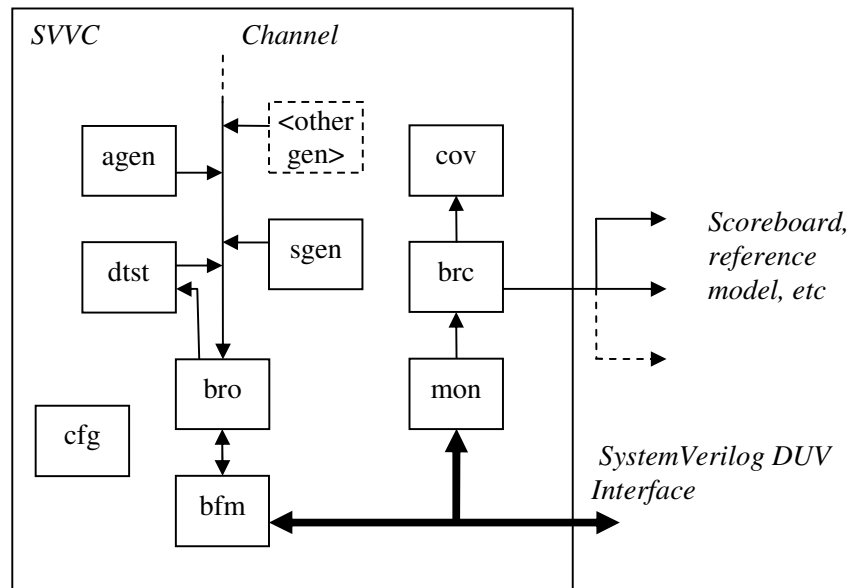 SVVC
Channel
<other
gen>
agen
cov
sgen
dtst
brc
Scoreboard,
reference
model, etc
bro
mon
cfg
bfm
SystemVerilog DUV
Interface